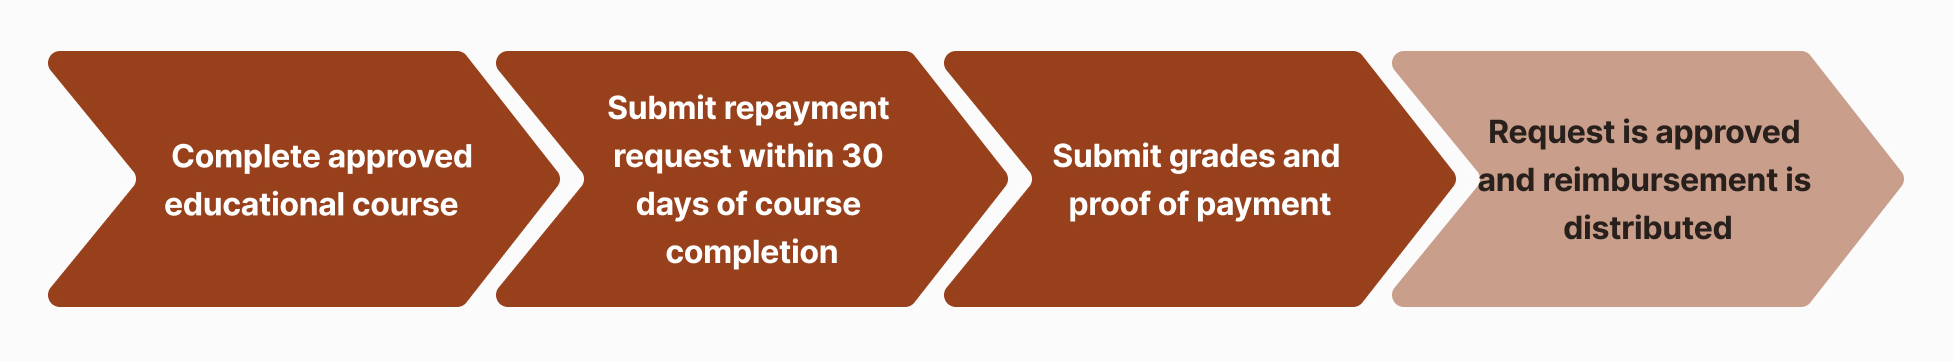 Complete approved
educational course
Submit repayment
request within 30
days of course
completion
Submit grades and
proof of payment
Request is approved
and reimbursement is
distributed